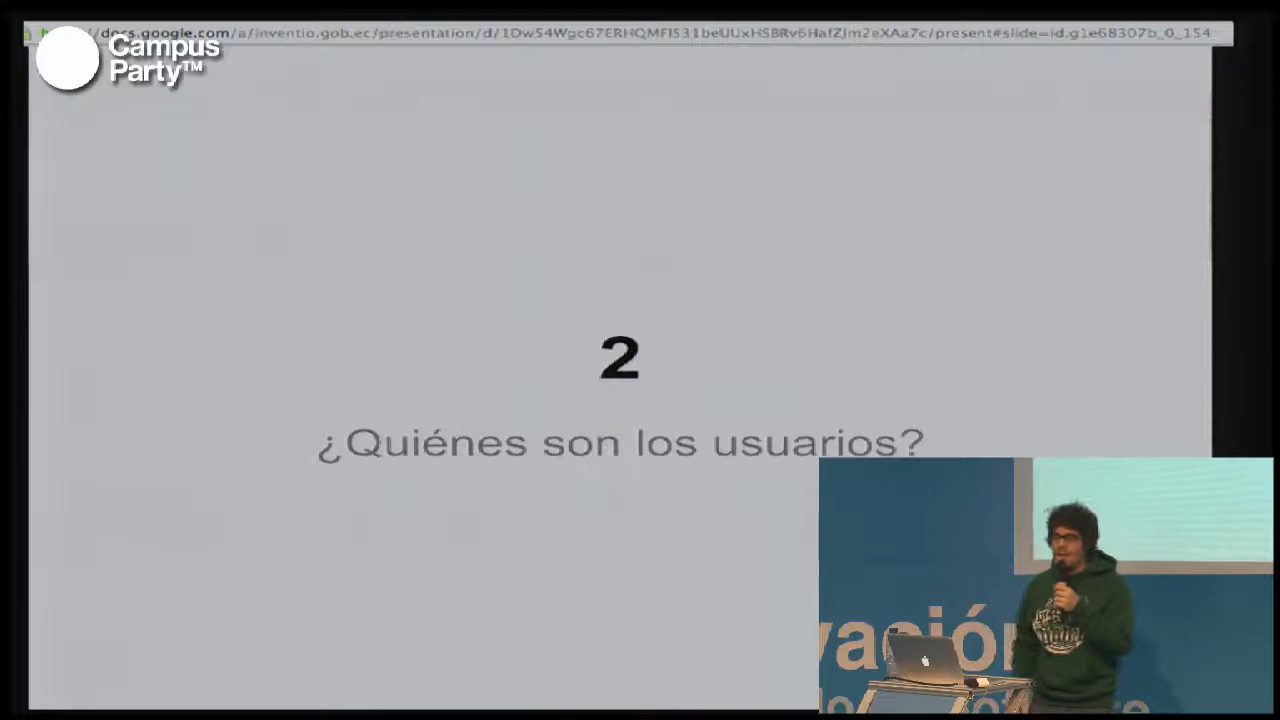 docs.google.com/a/inventio.gob.ec/presentation/d/1Dw54Wgc67ERHQMFI531beUUxHSBRv6HafZJm2eXAa7c/present#slide=id.g1e68307b_0_154
Campus
Party™
2
¿Quiénes son los usuarios?
vación